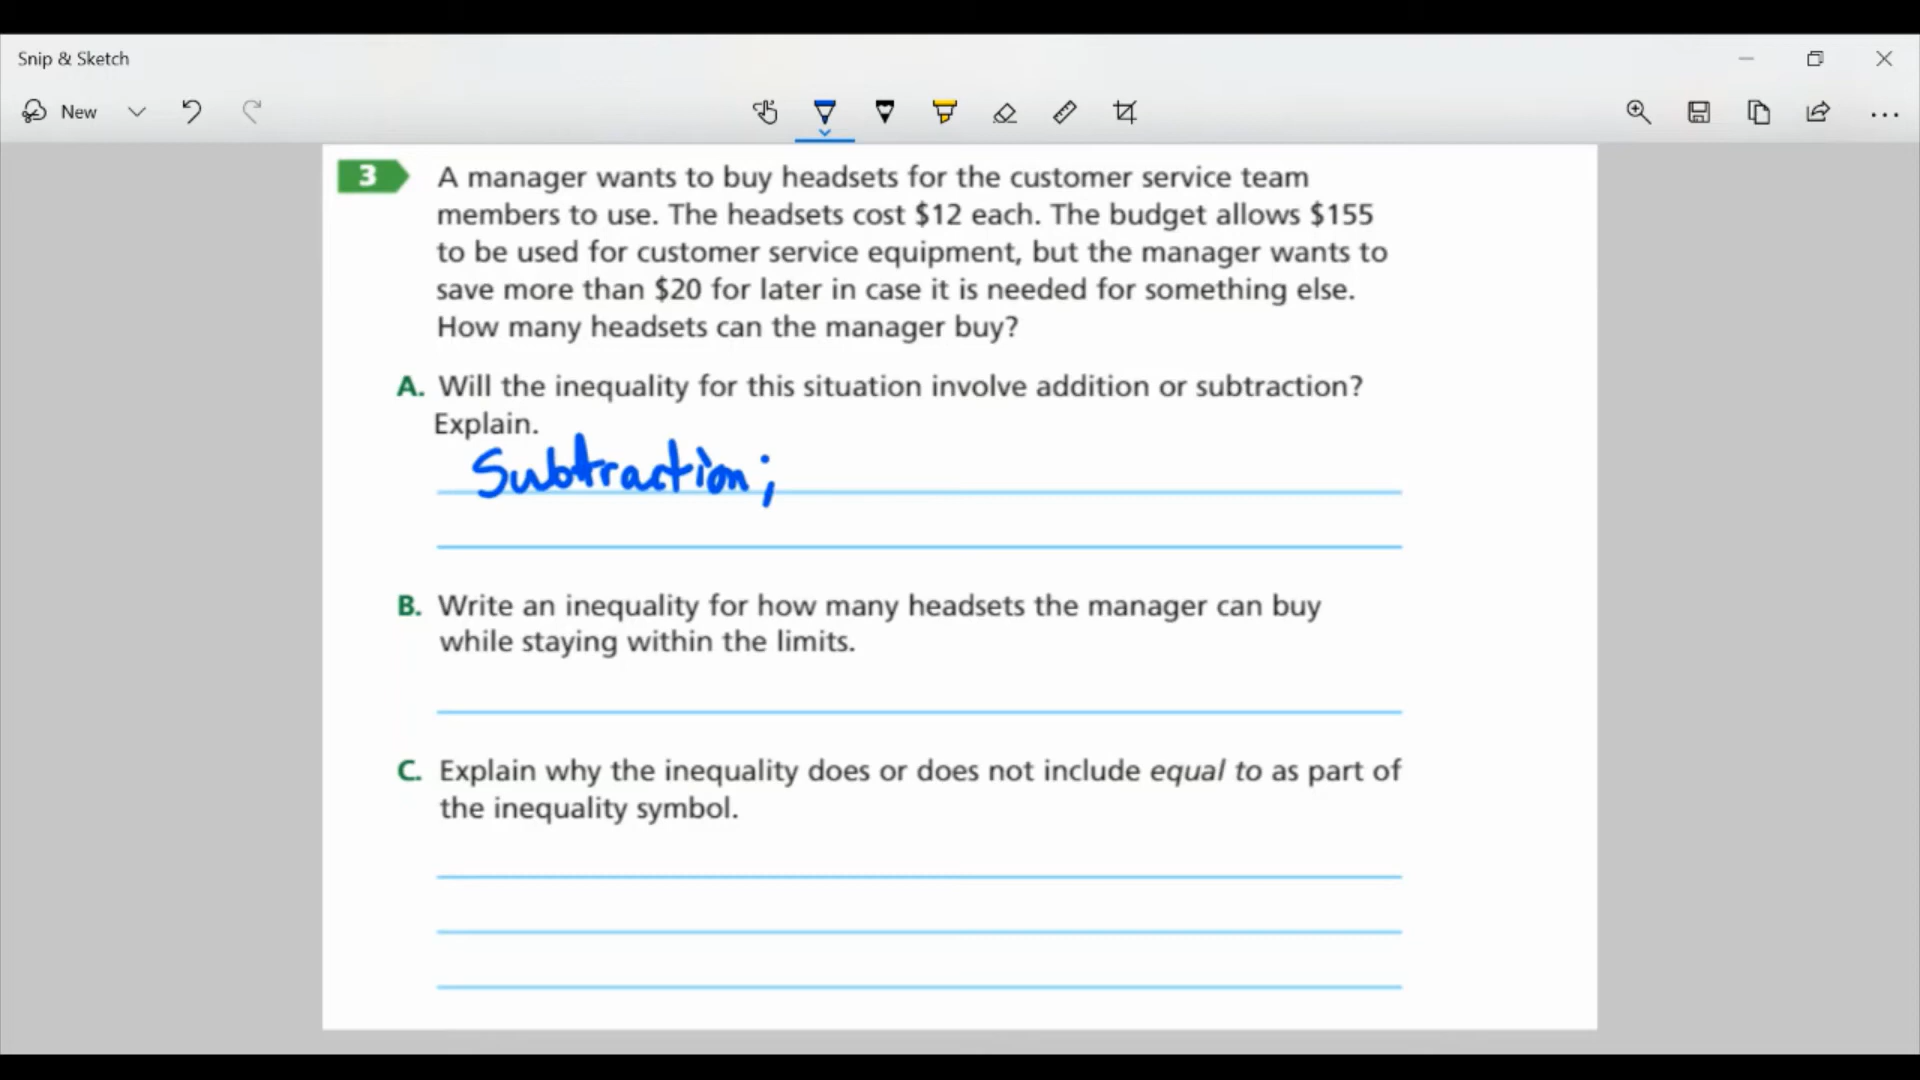 Snip & Sketch
New
3
A manager wants to buy headsets for the customer service team
members to use. The headsets cost $12 each. The budget allows $155
to be used for customer service equipment, but the manager wants to
save more than $20 for later in case it is needed for something else.
How many headsets can the manager buy?
A. Will the inequality for this situation involve addition or subtraction?
Explain.
Subtraction;
B. Write an inequality for how many headsets the manager can buy
while staying within the limits.
C. Explain why the inequality does or does not include equal to as part of
the inequality symbol.